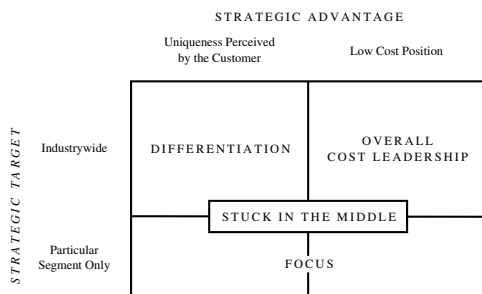 STRATEGIC ADVANTAGE
Uniqueness Perceived
by the Customer
Low Cost Position
STRATEGIC TARGET
Industrywide
DIFFERENTIATION
OVERALL
COST LEADERSHIP
STUCK IN THE MIDDLE
Particular
Segment Only
FOCUS